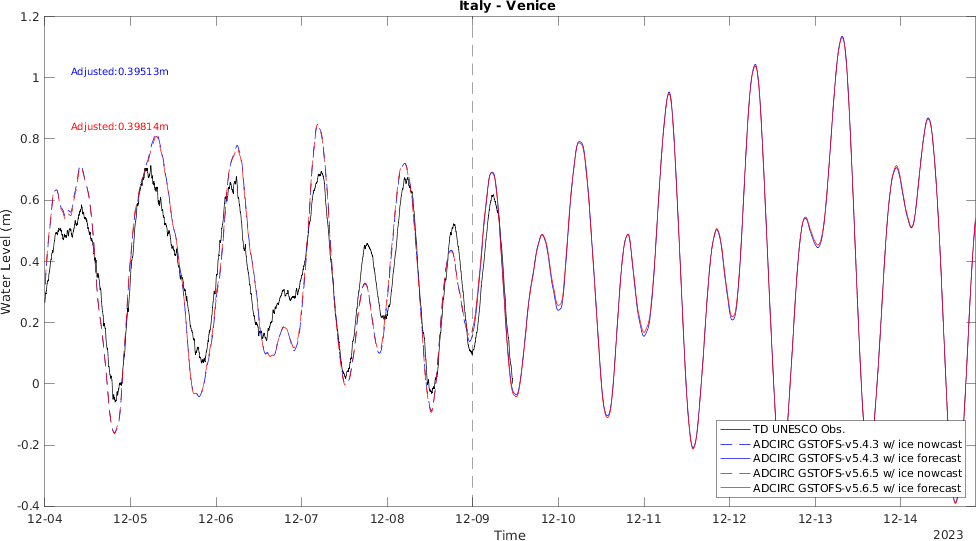 Italy - Venice
1.2
1
0.8
0.6
0.4
0.2
0
-0.2
-0.4
Water Level (m)
Adjusted:0.39513m
Adjusted:0.39814m
TD UNESCO Obs.
ADCIRC GSTOFS-v5.4.3 w/ ice nowcast
ADCIRC GSTOFS-v5.4.3 w/ ice forecast
ADCIRC GSTOFS-v5.6.5 w/ ice nowcast
ADCIRC GSTOFS-v5.6.5 w/ ice forecast
12-04 12-05 12-06 12-07 12-08 12-09 12-10 12-11 12-12 12-13 12-14
Time
2023